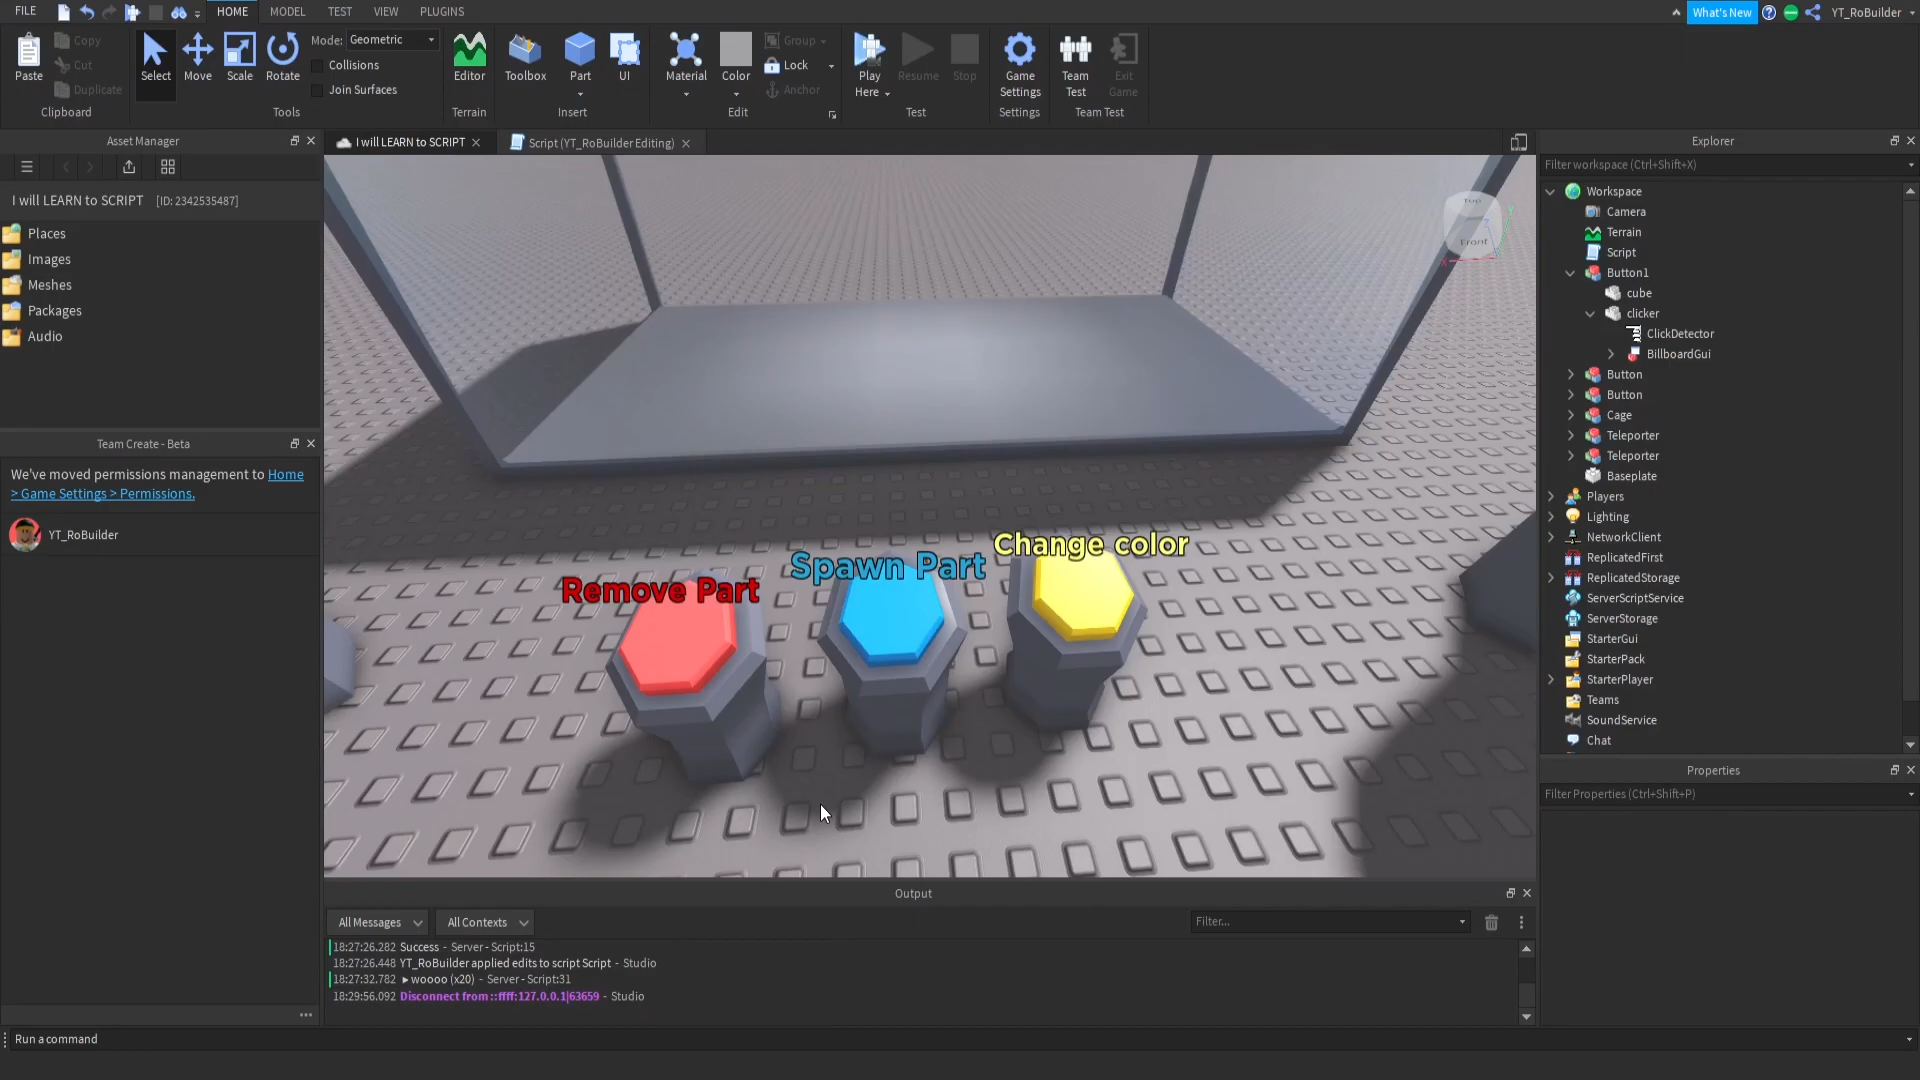 FILE
HOME
MODEL
TEST
VIEW
PLUGINS
What's New
YT_RoBuilder
Paste
Copy
Cut
Duplicate
Clipboard
Select
Move
Scale
Rotate
Mode:
Geometric
Collisions
Join Surfaces
Tools
Editor
Terrain
Toolbox
Part
UI
Insert
Material
Color
Group
Lock
Anchor
Edit
Play
Here
Resume
Stop
Test
Game
Settings
Settings
Team
Test
Exit
Game
Team Test
Asset Manager
I will LEARN to SCRIPT
[ID: 2342535487]
Places
Images
Meshes
Packages
Audio
Team Create - Beta
We've moved permissions management to Home
> Game Settings > Permissions.
YT_RoBuilder
I will LEARN to SCRIPT
Script (YT_RoBuilder Editing)
Top
Front
X
Z
Remove Part
Spawn Part
Change color
Output
All Messages
All Contexts
Filter...
18:27:26.282 Success - Server - Script:15
18:27:26.448 YT_RoBuilder applied edits to script Script - Studio
18:27:32.782 ▸ woooo (x20) - Server - Script:31
18:29:56.092 Disconnect from ::ffff:127.0.0.1|63659 - Studio
Run a command
Explorer
Filter workspace (Ctrl+Shift+X)
Workspace
Camera
Terrain
Script
Button1
cube
clicker
ClickDetector
BillboardGui
Button
Button
Cage
Teleporter
Teleporter
Baseplate
Players
Lighting
NetworkClient
ReplicatedFirst
ReplicatedStorage
ServerScriptService
ServerStorage
StarterGui
StarterPack
StarterPlayer
Teams
SoundService
Chat
Properties
Filter Properties (Ctrl+Shift+P)